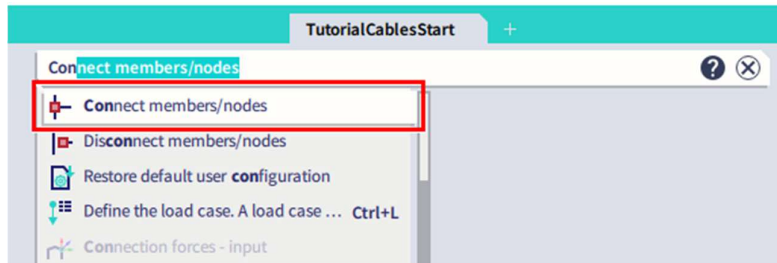 TutorialCablesStart +
Connect members/nodes ?
Connect members/nodes
Disconnect members/nodes
Restore default user configuration
Define the load case. A load case ... Ctrl+L
Connection forces - input